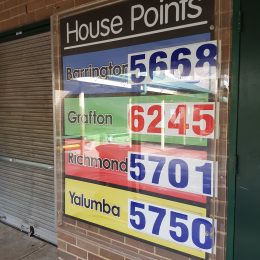 House Points
Barrington 5668
Grafton 6245
Richmond 5701
Yalumba 5750